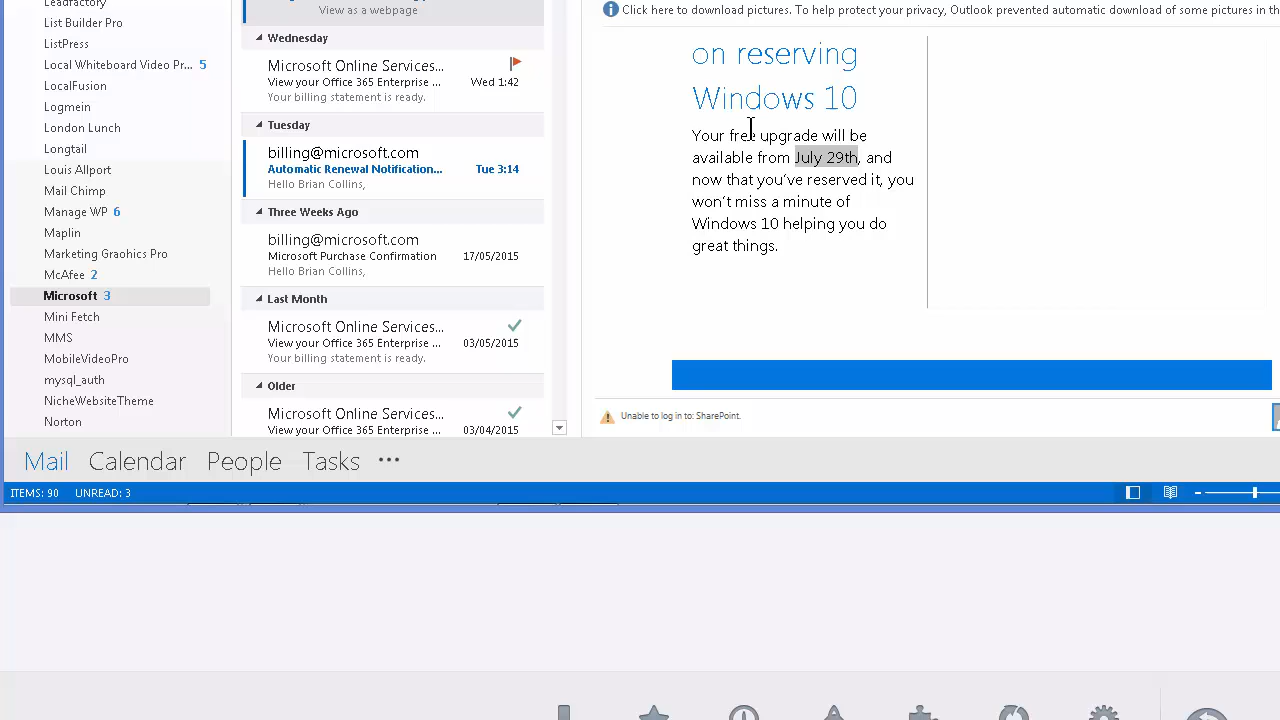 Leadfactory
List Builder Pro
ListPress
Local Whiteboard Video Pr... 5
LocalFusion
Logmein
London Lunch
Longtail
Louis Allport
Mail Chimp
Manage WP 6
Maplin
Marketing Graohics Pro
McAfee 2
Microsoft 3
Mini Fetch
MMS
MobileVideoPro
mysql_auth
NicheWebsiteTheme
Norton
View as a webpage
Wednesday
Microsoft Online Services...
View your Office 365 Enterprise ... Wed 1:42
Your billing statement is ready.
Tuesday
billing@microsoft.com
Automatic Renewal Notification... Tue 3:14
Hello Brian Collins,
Three Weeks Ago
billing@microsoft.com
Microsoft Purchase Confirmation 17/05/2015
Hello Brian Collins,
Last Month
Microsoft Online Services...
View your Office 365 Enterprise ... 03/05/2015
Your billing statement is ready.
Older
Microsoft Online Services...
View your Office 365 Enterprise ... 03/04/2015
Click here to download pictures. To help protect your privacy, Outlook prevented automatic download of some pictures in th
on reserving
Windows 10
Your free upgrade will be
available from July 29th, and
now that you've reserved it, you
won't miss a minute of
Windows 10 helping you do
great things.
Unable to log in to: SharePoint.
Mail Calendar People Tasks ...
ITEMS: 90 UNREAD: 3